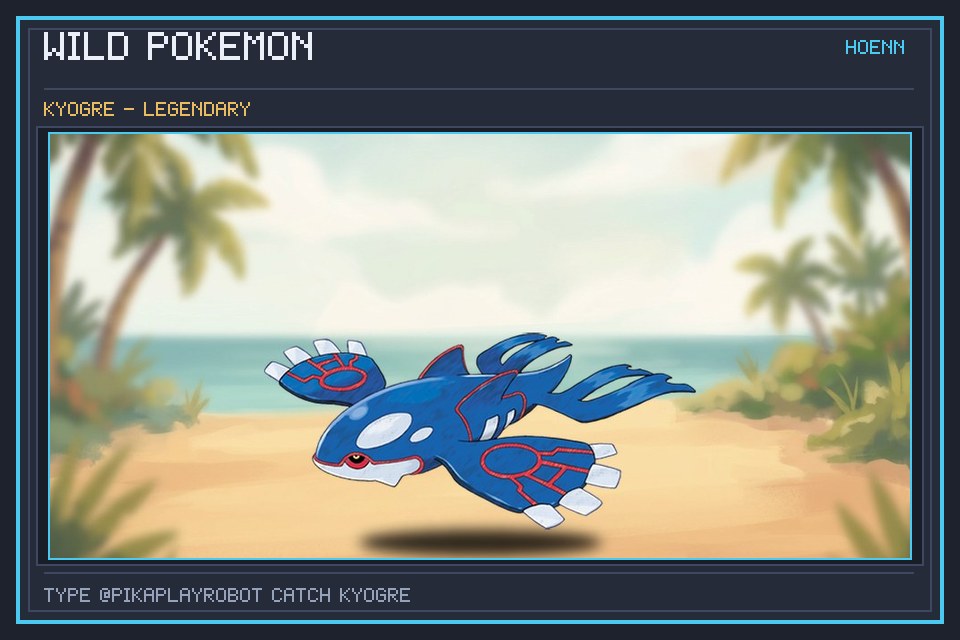 WILD POKEMON
HOENN
KYOGRE - LEGENDARY
TYPE @PIKAPLAYROBOT CATCH KYOGRE